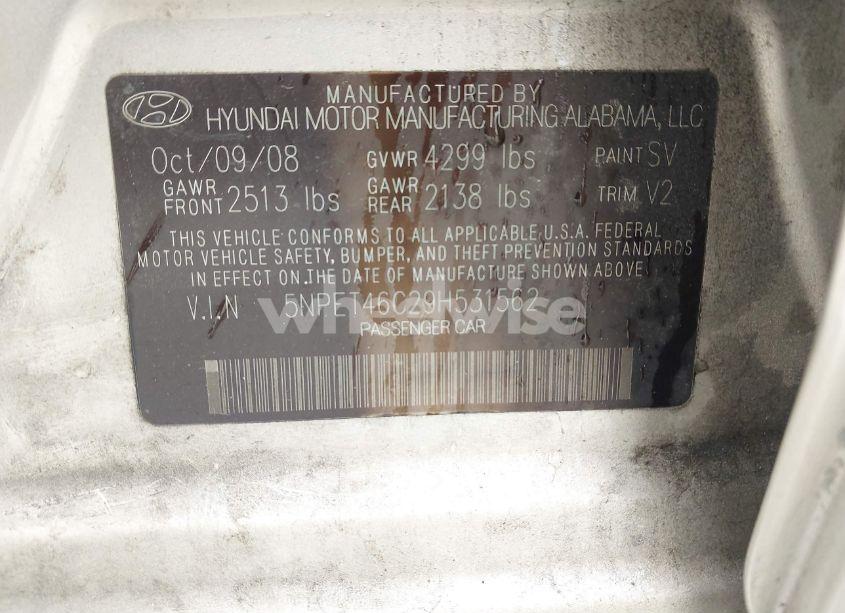 MANUFACTURED BY
HYUNDAI MOTOR MANUFACTURING ALABAMA, LLC
Oct/09/08 GVWR 4299 lbs PAINT SV
GAWR FRONT 2513 lbs GAWR REAR 2138 lbs TRIM V2
THIS VEHICLE CONFORMS TO ALL APPLICABLE U.S.A. FEDERAL
MOTOR VEHICLE SAFETY, BUMPER, AND THEFT PREVENTION STANDARDS
IN EFFECT ON THE DATE OF MANUFACTURE SHOWN ABOVE
V.I.N 5NPET46C29H531562
PASSENGER CAR